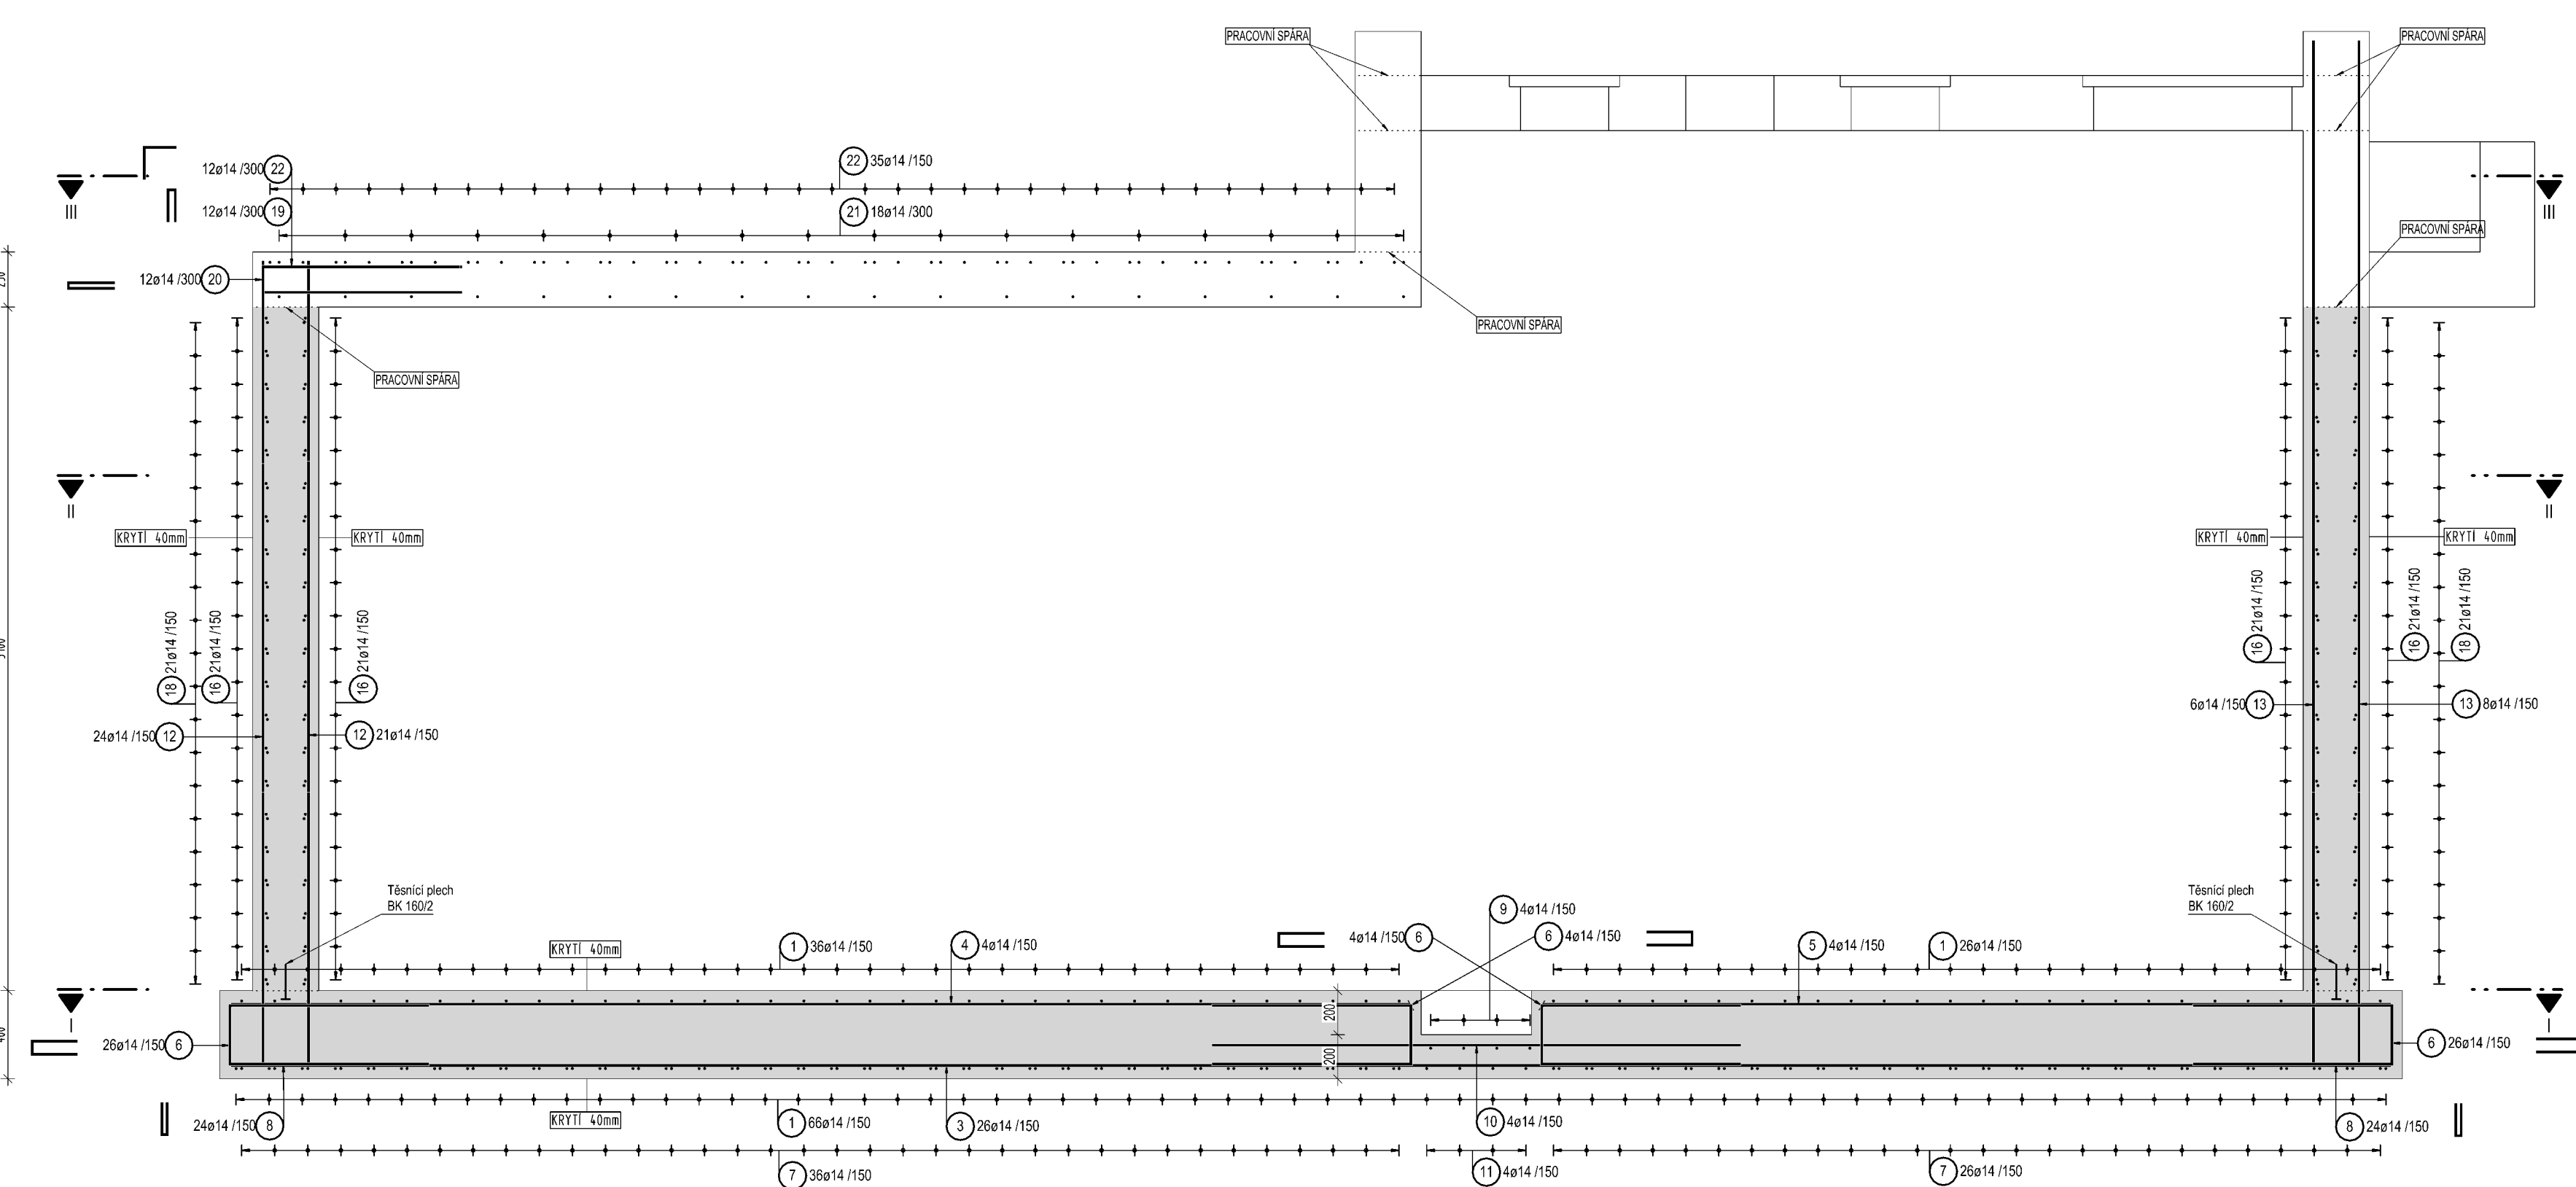 PRACOVNÍ SPÁRA
PRACOVNÍ SPÁRA
12ø14 /300 22
22 35ø14 /150
III
III
12ø14 /300 19
21 18ø14 /300
PRACOVNÍ SPÁRA
12ø14 /300 20
PRACOVNÍ SPÁRA
PRACOVNÍ SPÁRA
II
II
KRYTÍ 40mm
KRYTÍ 40mm
KRYTÍ 40mm
KRYTÍ 40mm
18 21ø14 /150
16 21ø14 /150
16 21ø14 /150
16 21ø14 /150
16 21ø14 /150
18 21ø14 /150
24ø14 /150 12
12 21ø14 /150
6ø14 /150 13
13 8ø14 /150
Těsnící plech
BK 160/2
Těsnící plech
BK 160/2
9 4ø14 /150
KRYTÍ 40mm
1 36ø14 /150
4 4ø14 /150
4ø14 /150 6
6 4ø14 /150
5 4ø14 /150
1 26ø14 /150
200
200
I
I
26ø14 /150 6
6 26ø14 /150
24ø14 /150 8
KRYTÍ 40mm
1 66ø14 /150
3 26ø14 /150
10 4ø14 /150
8 24ø14 /150
7 36ø14 /150
11 4ø14 /150
7 26ø14 /150